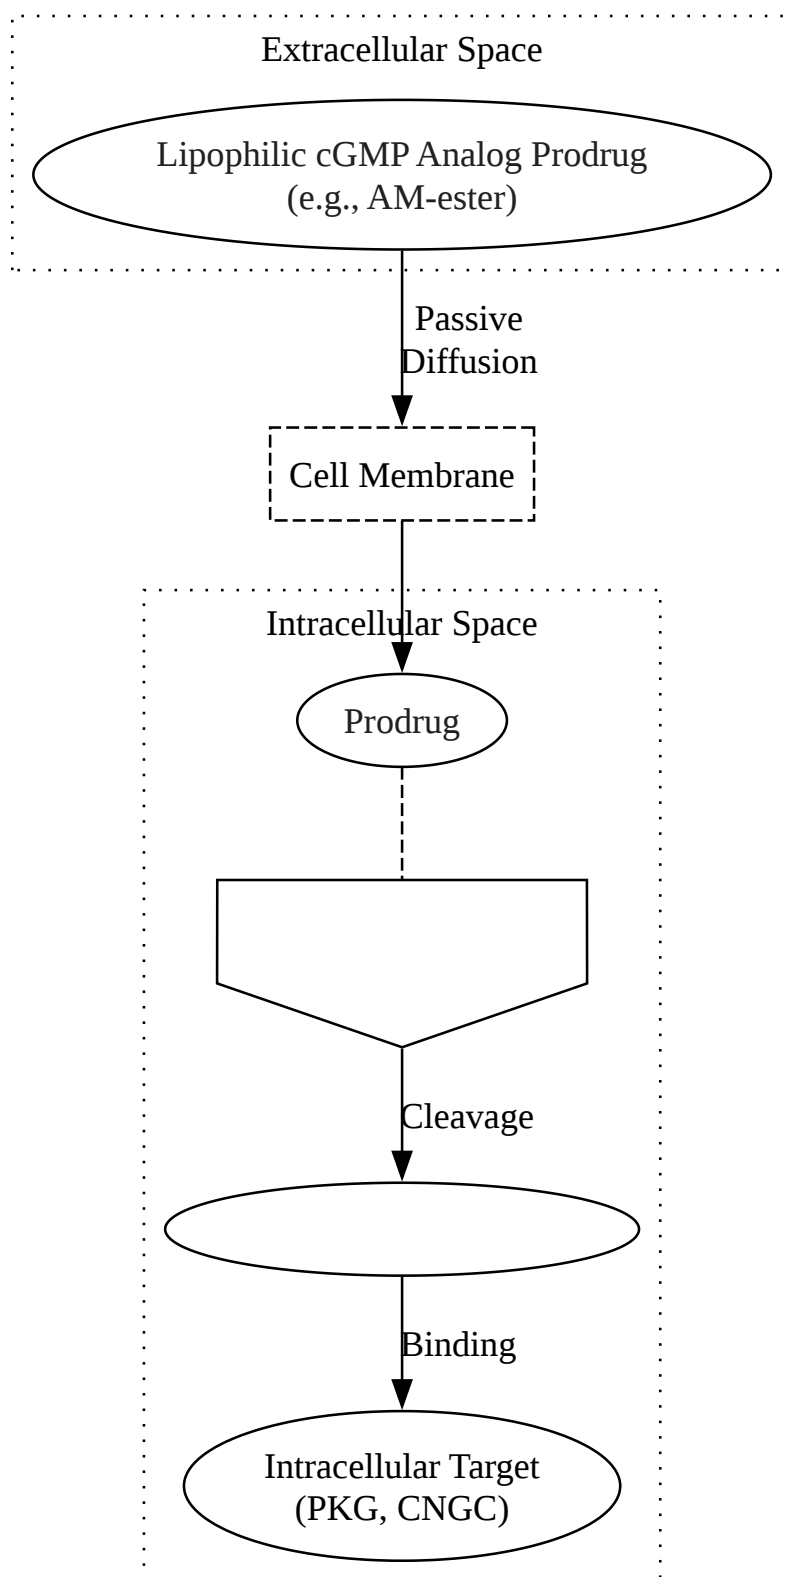 Extracellular Space
Lipophilic cGMP Analog Prodrug
(e.g., AM-ester)
Passive
Diffusion
Cell Membrane
Intracellular Space
Prodrug
Cleavage
Binding
Intracellular Target
(PKG, CNGC)